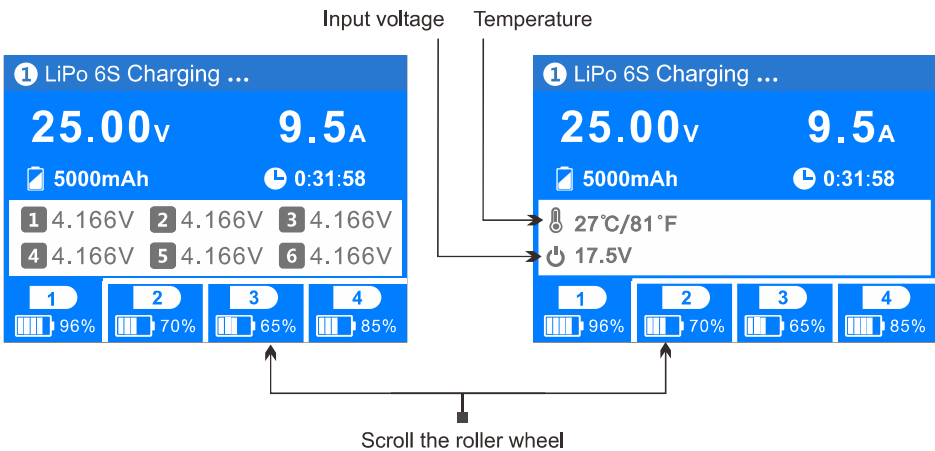 Input voltage Temperature
1 LiPo 6S Charging ...
25.00V 9.5A
5000mAh 0:31:58
1 4.166V 2 4.166V 3 4.166V
4 4.166V 5 4.166V 6 4.166V
1 2 3 4
96% 70% 65% 85%
1 LiPo 6S Charging ...
25.00V 9.5A
5000mAh 0:31:58
27℃/81°F
17.5V
1 2 3 4
96% 70% 65% 85%
Scroll the roller wheel